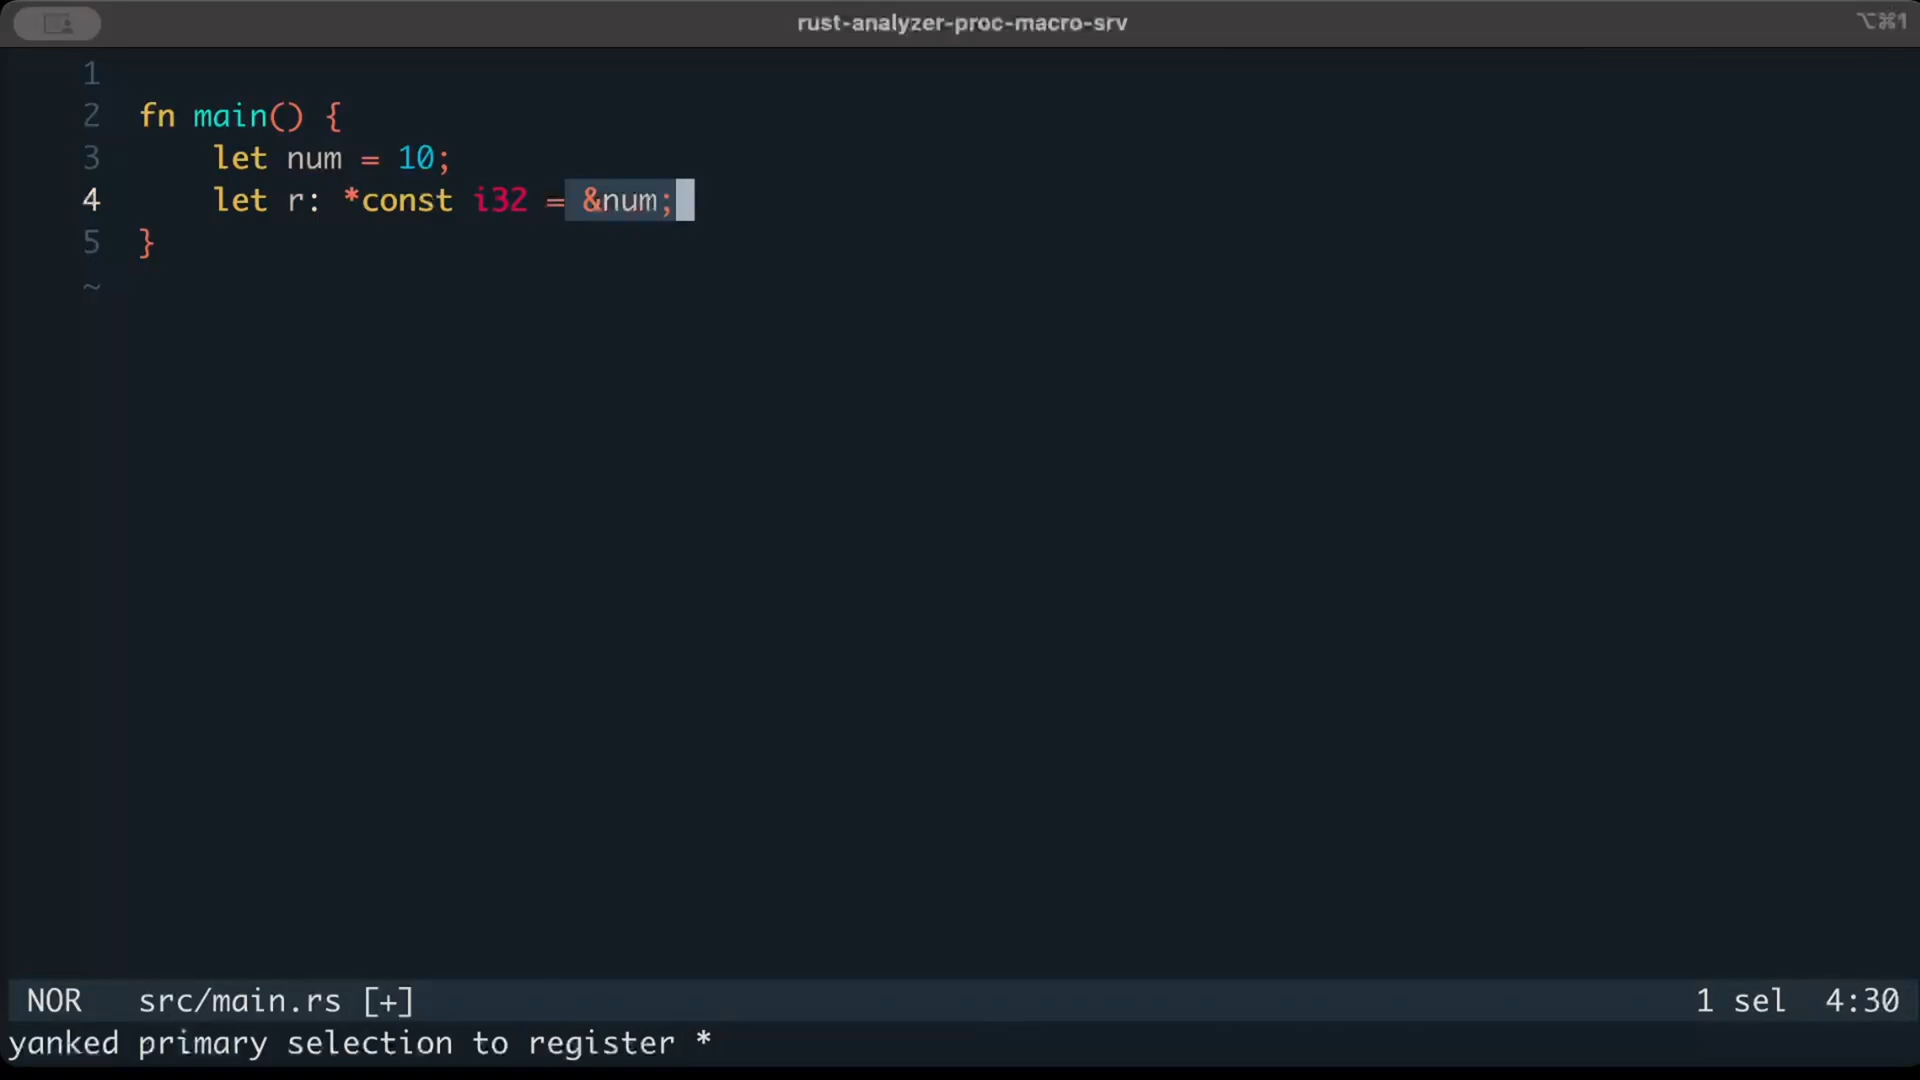 rust-analyzer-proc-macro-srv ⌥⌘1
1
2 fn main() {
3 let num = 10;
4 let r: *const i32 = &num;
5 }
~
NOR src/main.rs [+] 1 sel 4:30
yanked primary selection to register *